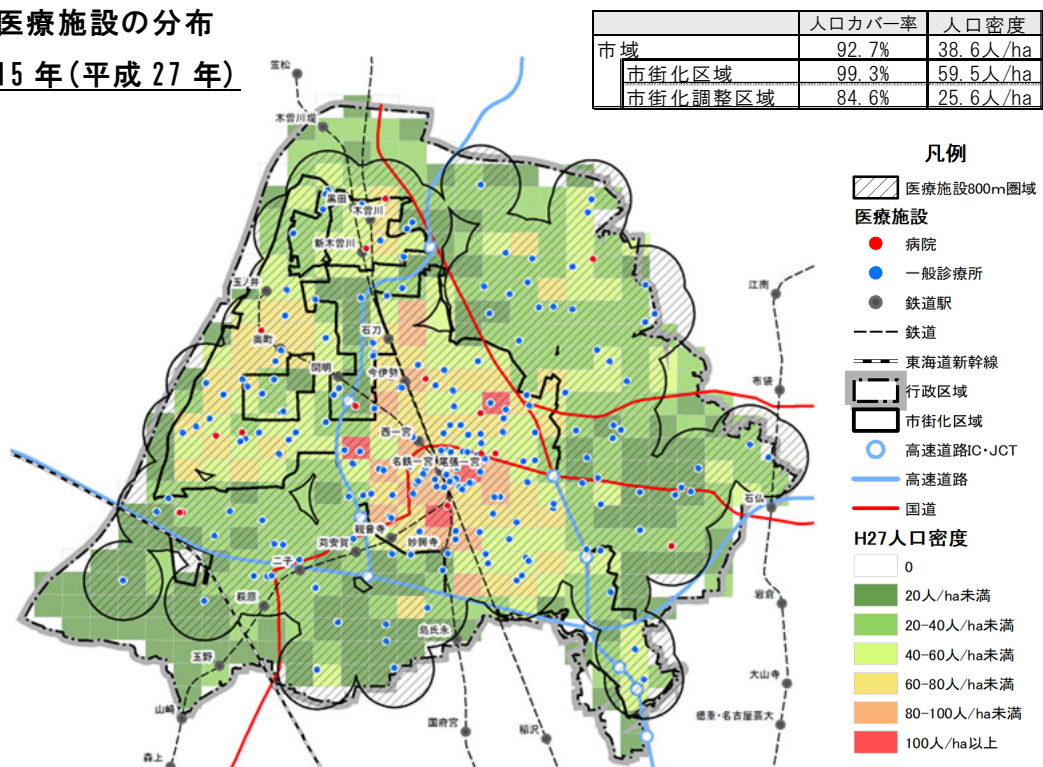 医療施設の分布
15年(平成27年)
人口カバー率 人口密度
市域 92.7% 38.6人/ha
市街化区域 99.3% 59.5人/ha
市街化調整区域 84.6% 25.6人/ha
凡例
医療施設800m圏域
医療施設
病院
一般診療所
鉄道駅
鉄道
東海道新幹線
行政区域
市街化区域
高速道路IC・JCT
高速道路
国道
H27人口密度
0
20人/ha未満
20-40人/ha未満
40-60人/ha未満
60-80人/ha未満
80-100人/ha未満
100人/ha以上
笠松
木曽川堤
黒田
木曽川
新木曽川
玉ノ井
奥町
石刀
開明
今伊勢
西一宮
名鉄一宮
尾張一宮
観音寺
苅安賀
妙興寺
二子
萩原
島氏永
玉野
山崎
森上
国府宮
稲沢
江南
布袋
石仏
岩倉
大山寺
徳重・名古屋芸大